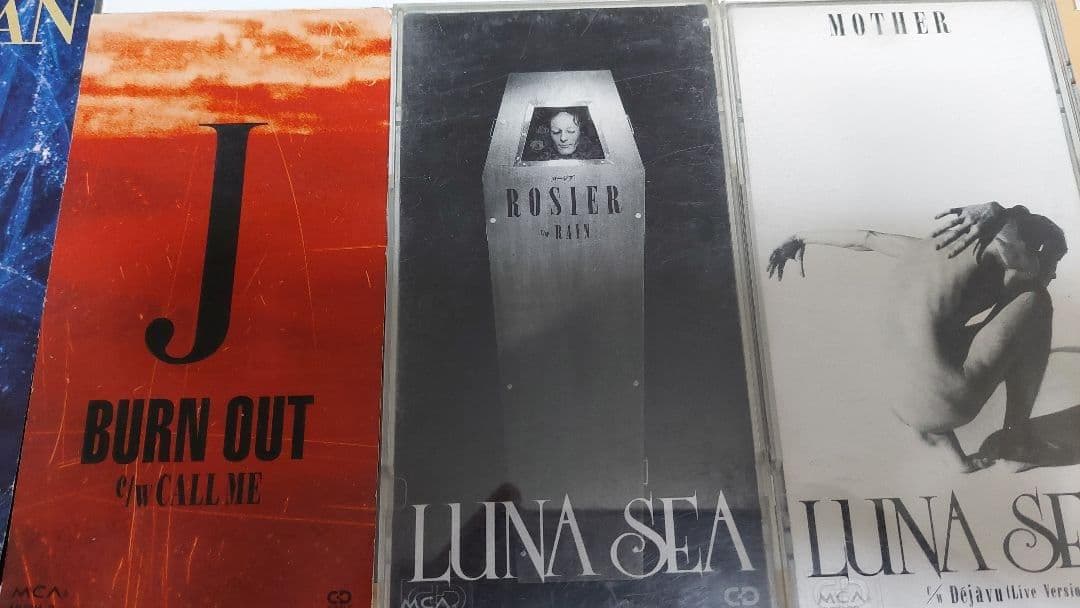 AN
J
BURN OUT
c/w CALL ME
MCA
ロージア
ROSIER
c/w RAIN
LUNA SEA
MCA
MOTHER
LUNA SE
c/w Déjàvu (Live Versio
MCA